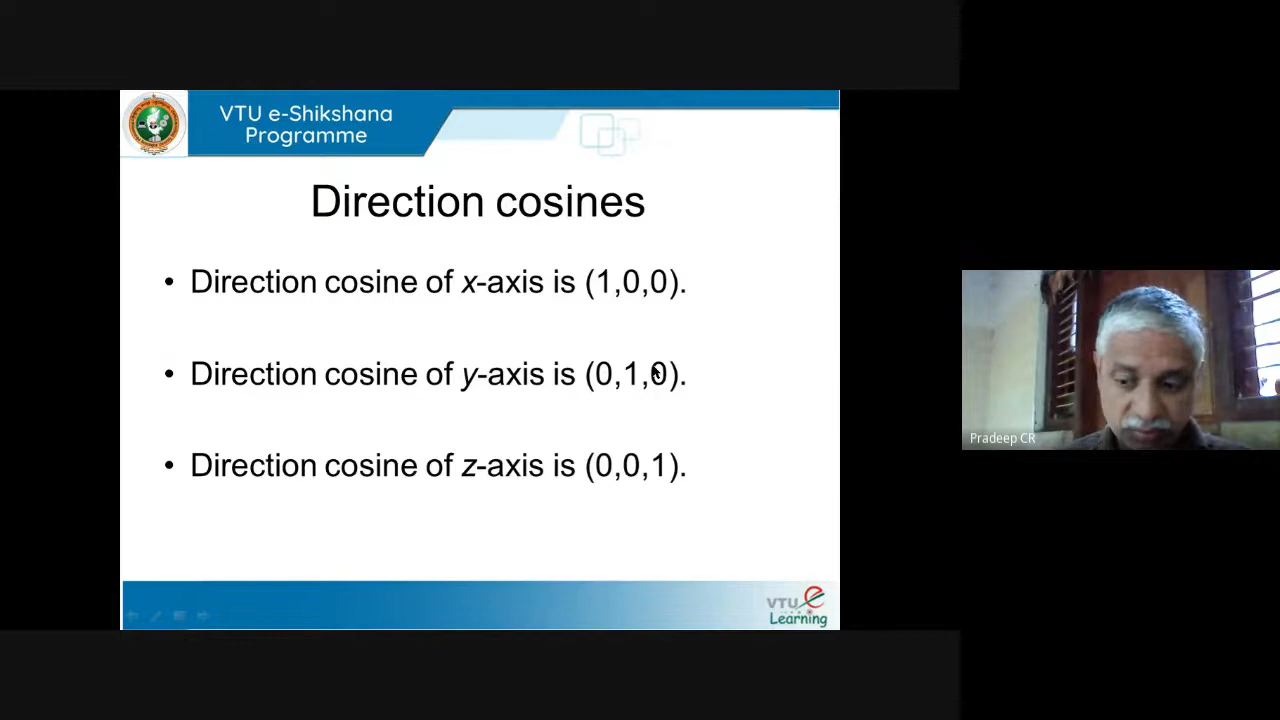 VTU e-Shikshana
Programme
Direction cosines
• Direction cosine of x-axis is (1,0,0).
• Direction cosine of y-axis is (0,1,0).
• Direction cosine of z-axis is (0,0,1).
Pradeep CR
VTU e
Learning